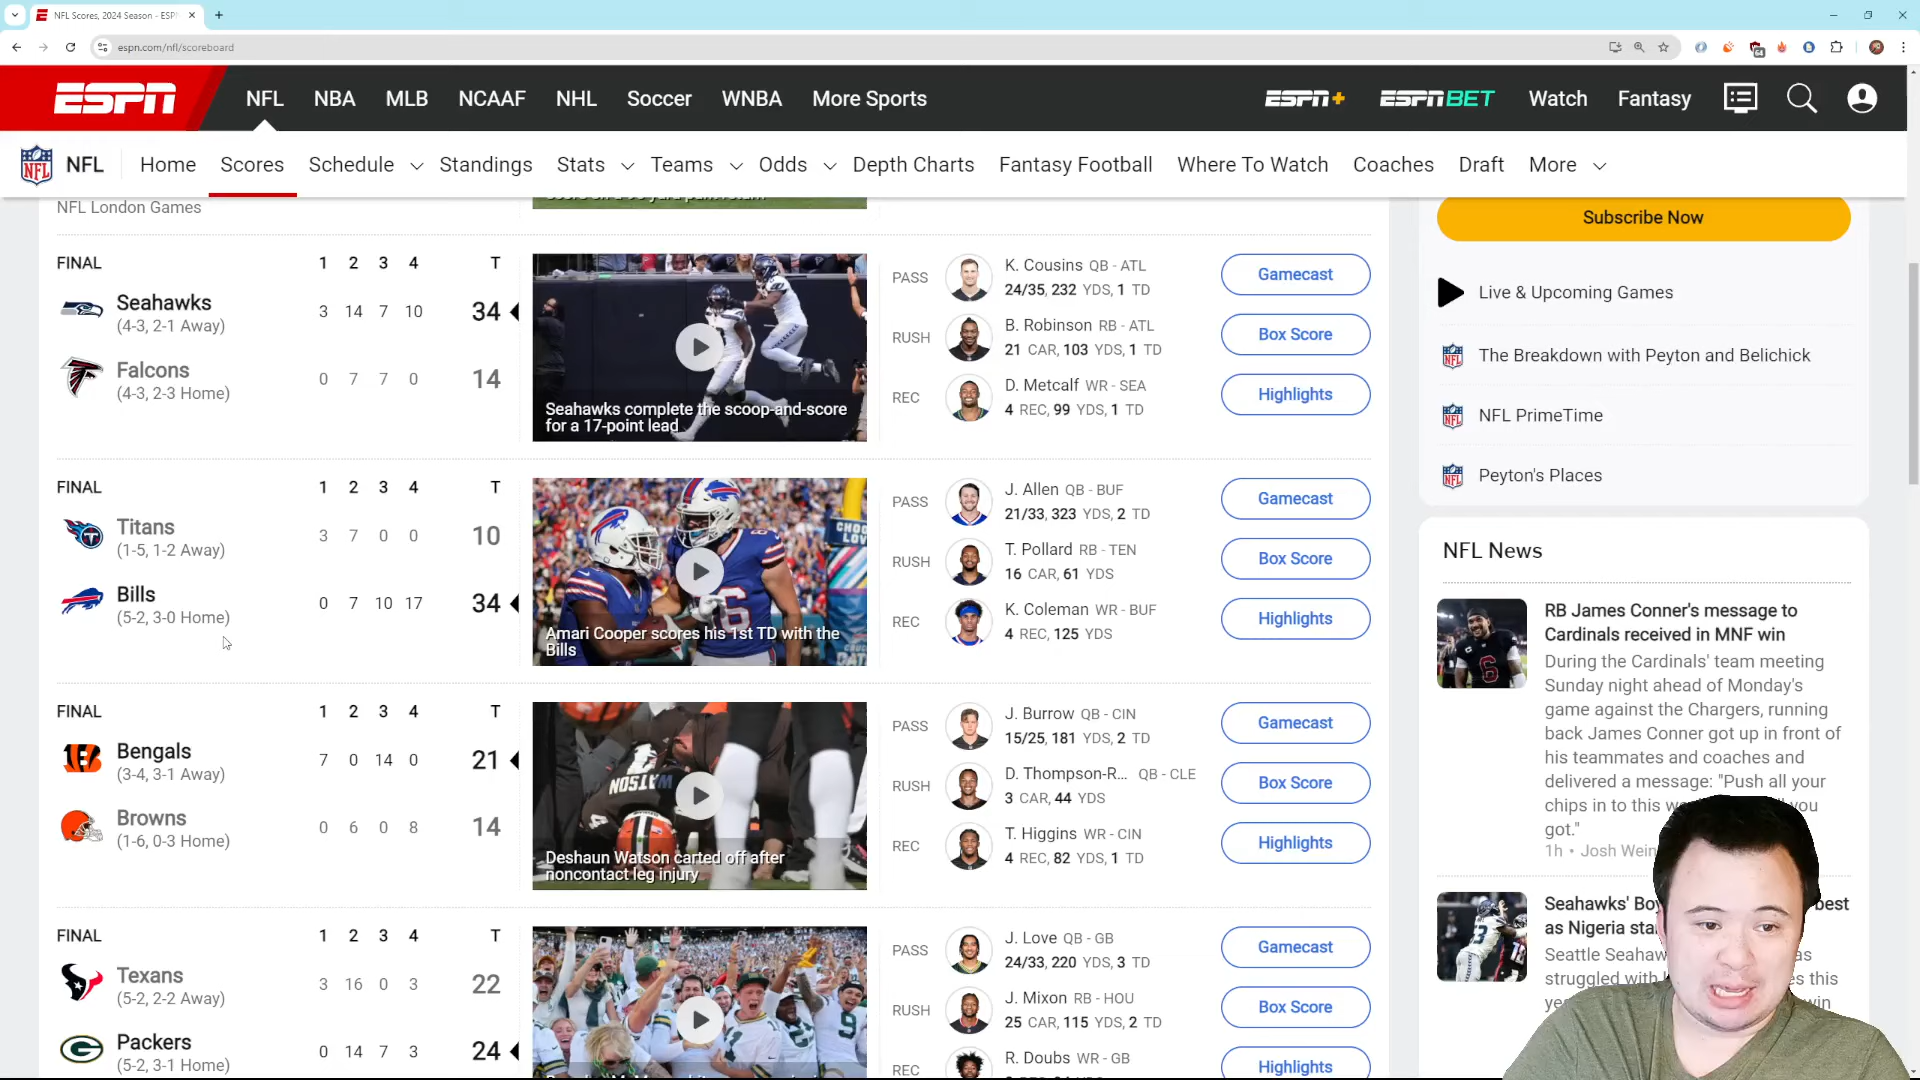 NFL Scores, 2024 Season - ESP
espn.com/nfl/scoreboard
ESPN
NFL NBA MLB NCAAF NHL Soccer WNBA More Sports
ESPN+ ESPN BET Watch Fantasy
NFL Home Scores Schedule Standings Stats Teams Odds Depth Charts Fantasy Football Where To Watch Coaches Draft More
NFL London Games
FINAL 1 2 3 4 T
Seahawks 3 14 7 10 34
(4-3, 2-1 Away)
Falcons 0 7 7 0 14
(4-3, 2-3 Home)
Seahawks complete the scoop-and-score
for a 17-point lead
PASS K. Cousins QB - ATL
24/35, 232 YDS, 1 TD
RUSH B. Robinson RB - ATL
21 CAR, 103 YDS, 1 TD
REC D. Metcalf WR - SEA
4 REC, 99 YDS, 1 TD
Gamecast
Box Score
Highlights
FINAL 1 2 3 4 T
Titans 3 7 0 0 10
(1-5, 1-2 Away)
Bills 0 7 10 17 34
(5-2, 3-0 Home)
Amari Cooper scores his 1st TD with the
Bills
PASS J. Allen QB - BUF
21/33, 323 YDS, 2 TD
RUSH T. Pollard RB - TEN
16 CAR, 61 YDS
REC K. Coleman WR - BUF
4 REC, 125 YDS
Gamecast
Box Score
Highlights
FINAL 1 2 3 4 T
Bengals 7 0 14 0 21
(3-4, 3-1 Away)
Browns 0 6 0 8 14
(1-6, 0-3 Home)
WATSON
Deshaun Watson carted off after
noncontact leg injury
PASS J. Burrow QB - CIN
15/25, 181 YDS, 2 TD
RUSH D. Thompson-R... QB - CLE
3 CAR, 44 YDS
REC T. Higgins WR - CIN
4 REC, 82 YDS, 1 TD
Gamecast
Box Score
Highlights
FINAL 1 2 3 4 T
Texans 3 16 0 3 22
(5-2, 2-2 Away)
Packers 0 14 7 3 24
(5-2, 3-1 Home)
PASS J. Love QB - GB
24/33, 220 YDS, 3 TD
RUSH J. Mixon RB - HOU
25 CAR, 115 YDS, 2 TD
REC R. Doubs WR - GB
Gamecast
Box Score
Highlights
Subscribe Now
Live & Upcoming Games
The Breakdown with Peyton and Belichick
NFL PrimeTime
Peyton's Places
NFL News
RB James Conner's message to
Cardinals received in MNF win
During the Cardinals' team meeting
Sunday night ahead of Monday's
game against the Chargers, running
back James Conner got up in front of
his teammates and coaches and
delivered a message: "Push all your
chips in to this you
got."
1h • Josh Wein
Seahawks' Bo best
as Nigeria sta
Seattle Seahaw as
struggled with this
win